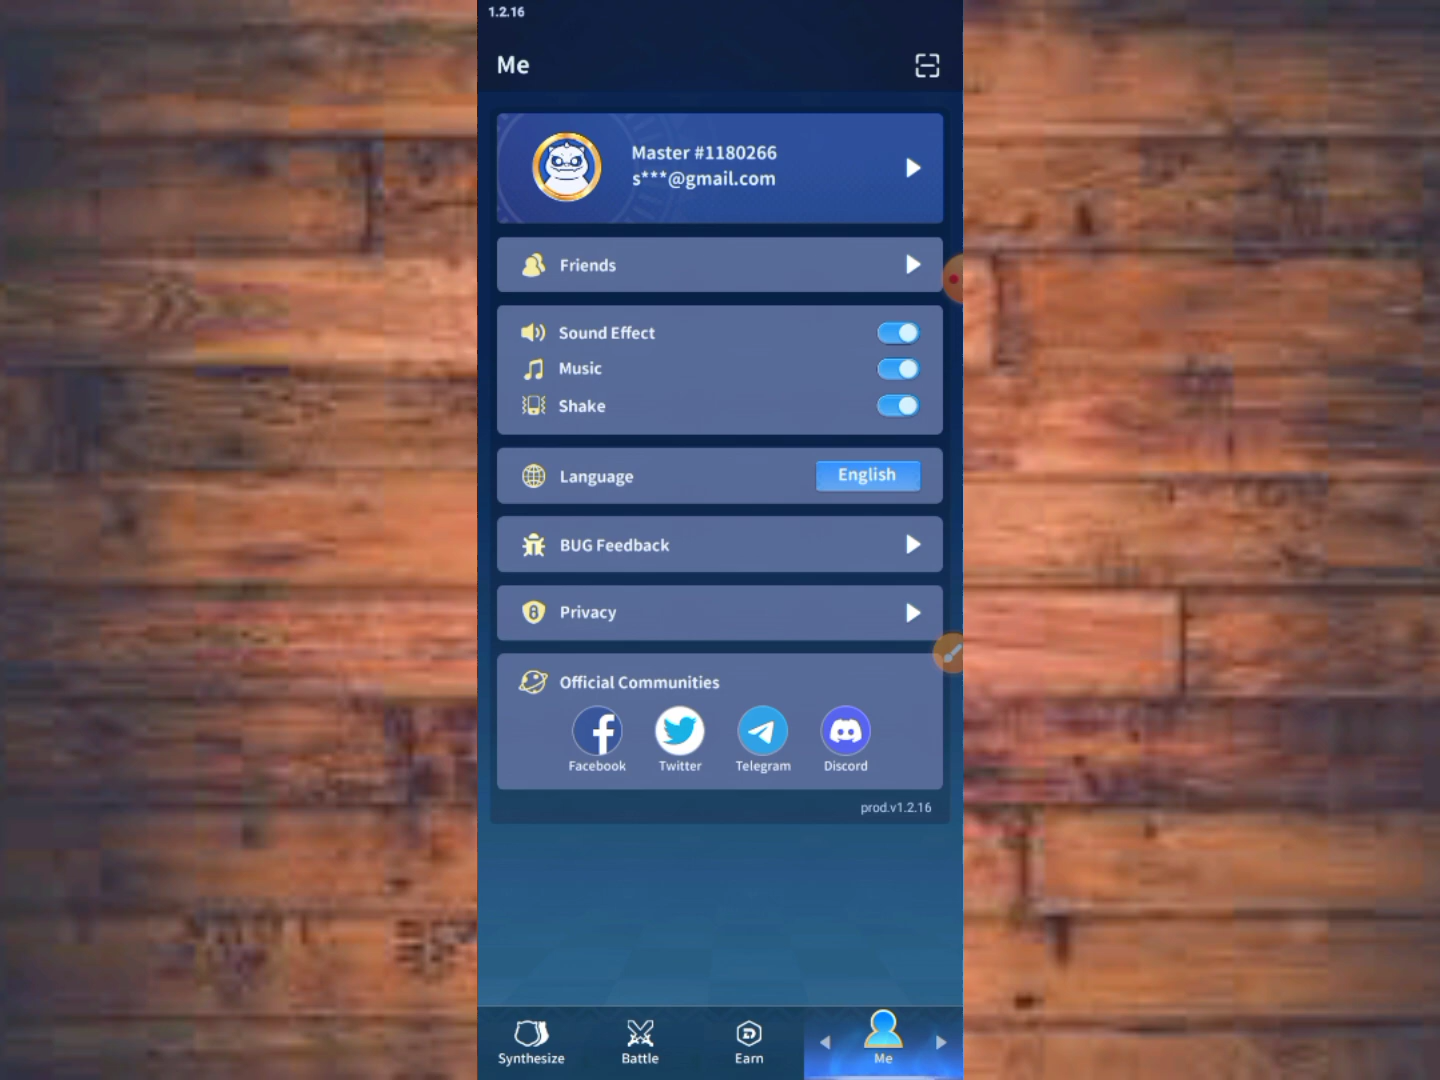 1.2.16
Me
Master #1180266
s***@gmail.com
Friends
Sound Effect
Music
Shake
Language
English
BUG Feedback
Privacy
Official Communities
Facebook
Twitter
Telegram
Discord
prod.v1.2.16
Synthesize
Battle
Earn
Me